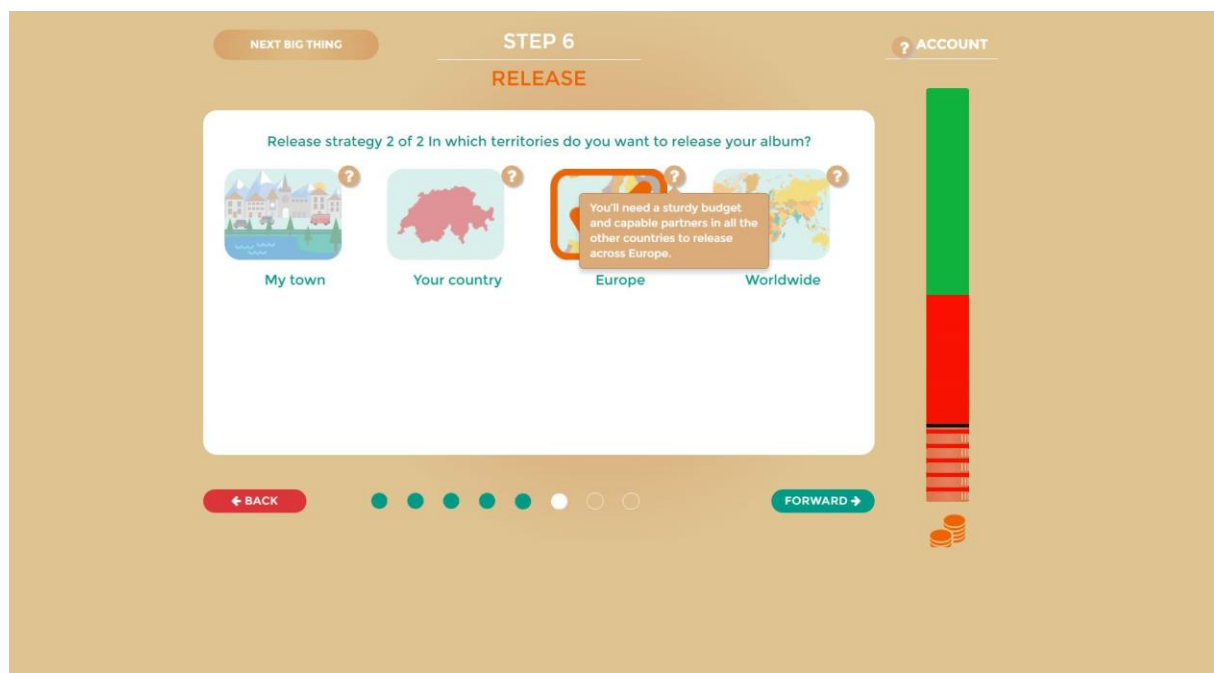 NEXT BIG THING
STEP 6
? ACCOUNT
RELEASE
Release strategy 2 of 2 In which territories do you want to release your album?
? ? ? ?
You'll need a sturdy budget
and capable partners in all the
other countries to release
across Europe.
My town Your country Europe Worldwide
BACK
FORWARD